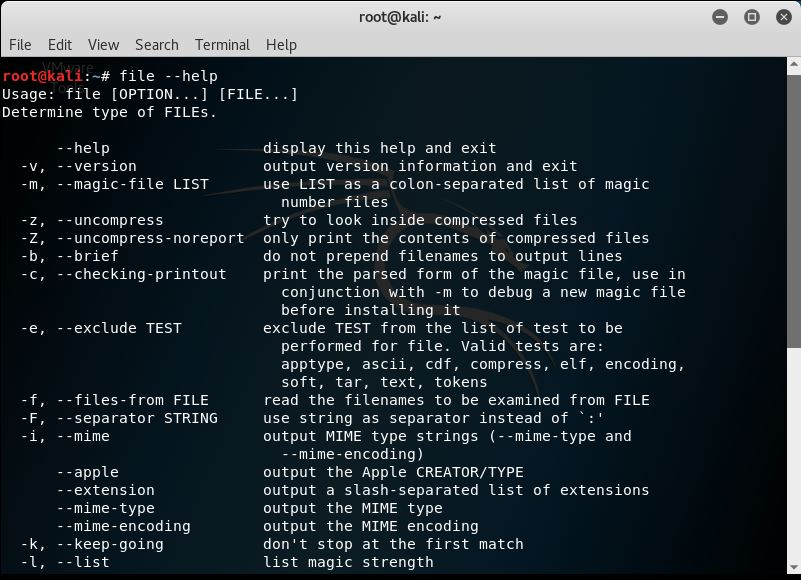 root@kali: ~
File Edit View Search Terminal Help
VMware
Tools
root@kali:~# file --help
Usage: file [OPTION...] [FILE...]
Determine type of FILEs.
      --help                 display this help and exit
  -v, --version              output version information and exit
  -m, --magic-file LIST      use LIST as a colon-separated list of magic
                               number files
  -z, --uncompress           try to look inside compressed files
  -Z, --uncompress-noreport  only print the contents of compressed files
  -b, --brief                do not prepend filenames to output lines
  -c, --checking-printout    print the parsed form of the magic file, use in
                               conjunction with -m to debug a new magic file
                               before installing it
  -e, --exclude TEST         exclude TEST from the list of test to be
                               performed for file. Valid tests are:
                               apptype, ascii, cdf, compress, elf, encoding,
                               soft, tar, text, tokens
  -f, --files-from FILE      read the filenames to be examined from FILE
  -F, --separator STRING     use string as separator instead of `:'
  -i, --mime                 output MIME type strings (--mime-type and
                               --mime-encoding)
      --apple                output the Apple CREATOR/TYPE
      --extension            output a slash-separated list of extensions
      --mime-type            output the MIME type
      --mime-encoding        output the MIME encoding
  -k, --keep-going           don't stop at the first match
  -l, --list                 list magic strength